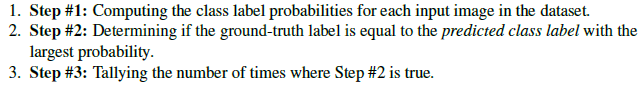 1. Step #1: Computing the class label probabilities for each input image in the dataset.
2. Step #2: Determining if the ground-truth label is equal to the predicted class label with the
largest probability.
3. Step #3: Tallying the number of times where Step #2 is true.